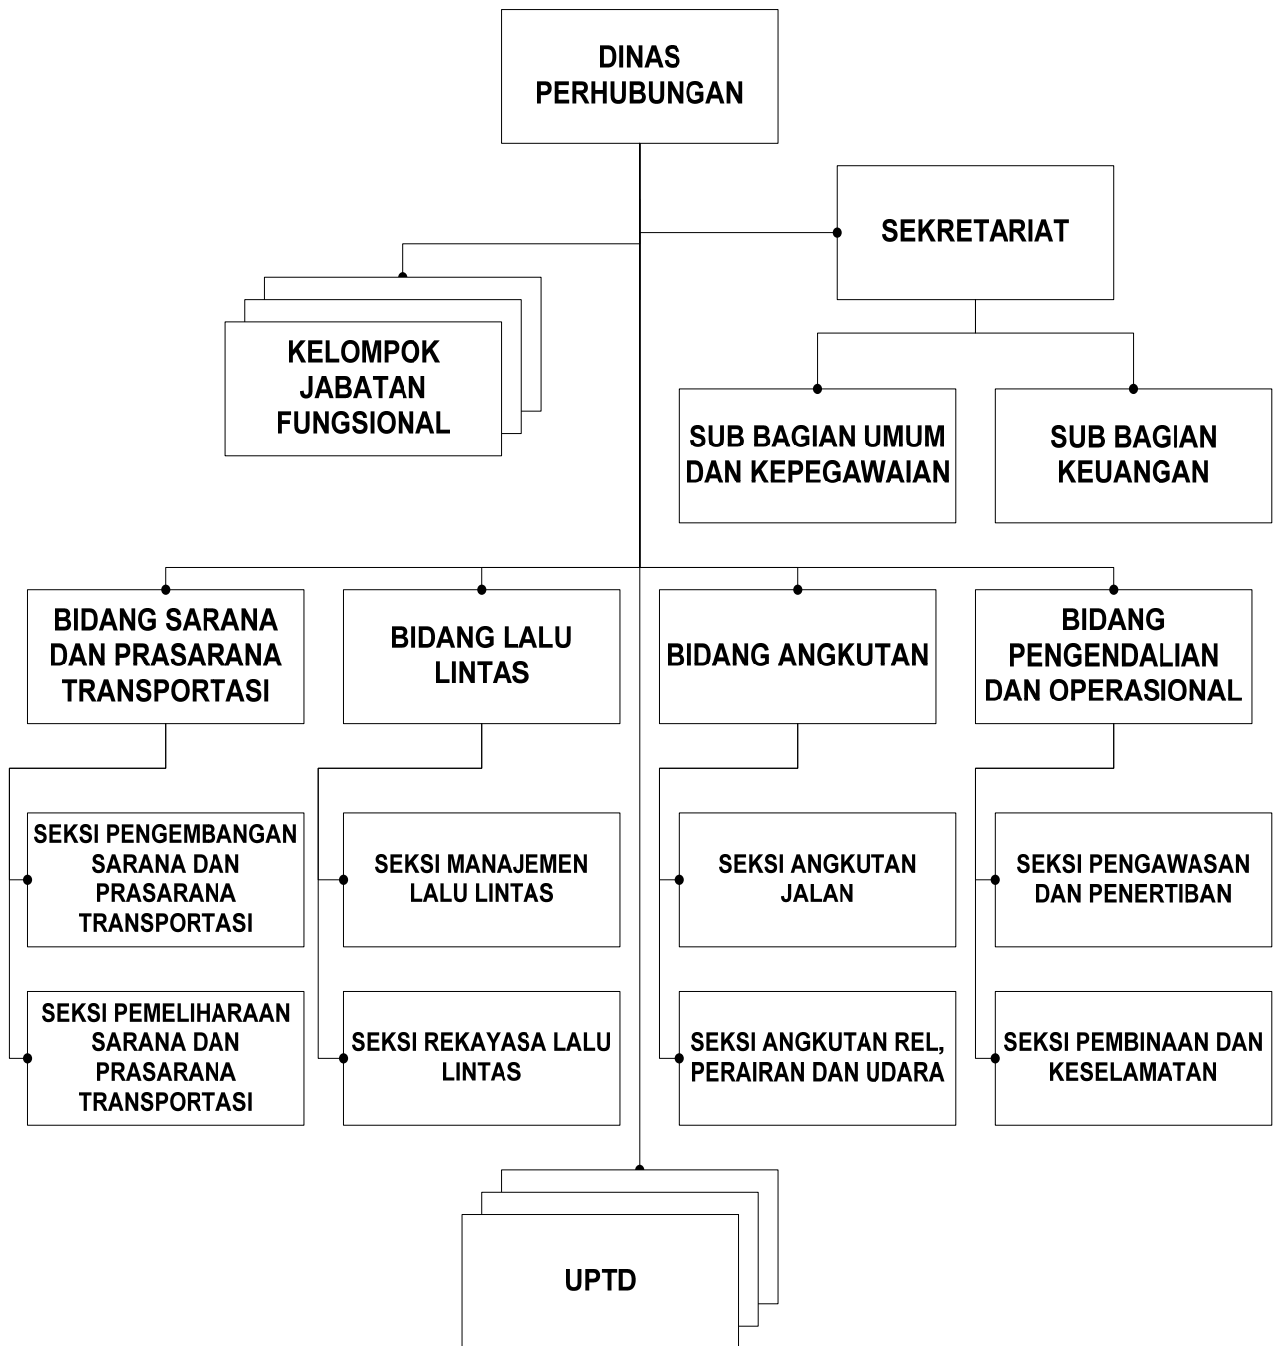 DINAS
PERHUBUNGAN
SEKRETARIAT
KELOMPOK
JABATAN
FUNGSIONAL
SUB BAGIAN UMUM
DAN KEPEGAWAIAN
SUB BAGIAN
KEUANGAN
BIDANG SARANA
DAN PRASARANA
TRANSPORTASI
BIDANG LALU
LINTAS
BIDANG ANGKUTAN
BIDANG
PENGENDALIAN
DAN OPERASIONAL
SEKSI PENGEMBANGAN
SARANA DAN
PRASARANA
TRANSPORTASI
SEKSI MANAJEMEN
LALU LINTAS
SEKSI ANGKUTAN
JALAN
SEKSI PENGAWASAN
DAN PENERTIBAN
SEKSI PEMELIHARAAN
SARANA DAN
PRASARANA
TRANSPORTASI
SEKSI REKAYASA LALU
LINTAS
SEKSI ANGKUTAN REL,
PERAIRAN DAN UDARA
SEKSI PEMBINAAN DAN
KESELAMATAN
UPTD